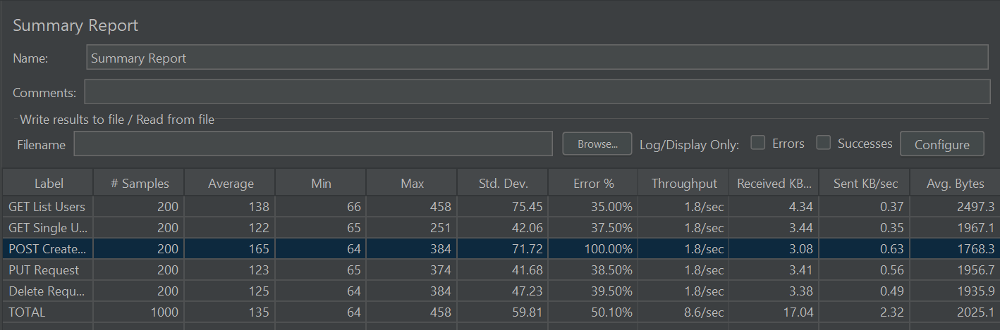 Summary Report
Name: Summary Report
Comments:
Write results to file / Read from file
Filename Browse... Log/Display Only: Errors Successes Configure
Label # Samples Average Min Max Std. Dev. Error % Throughput Received KB... Sent KB/sec Avg. Bytes
GET List Users 200 138 66 458 75.45 35.00% 1.8/sec 4.34 0.37 2497.3
GET Single U... 200 122 65 251 42.06 37.50% 1.8/sec 3.44 0.35 1967.1
POST Create... 200 165 64 384 71.72 100.00% 1.8/sec 3.08 0.63 1768.3
PUT Request 200 123 65 374 41.68 38.50% 1.8/sec 3.41 0.56 1956.7
Delete Requ... 200 125 64 384 47.23 39.50% 1.8/sec 3.38 0.49 1935.9
TOTAL 1000 135 64 458 59.81 50.10% 8.6/sec 17.04 2.32 2025.1